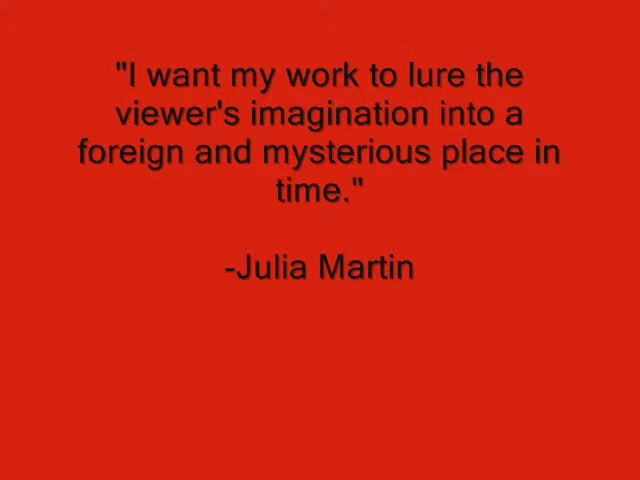 "I want my work to lure the
viewer's imagination into a
foreign and mysterious place in
time."
-Julia Martin